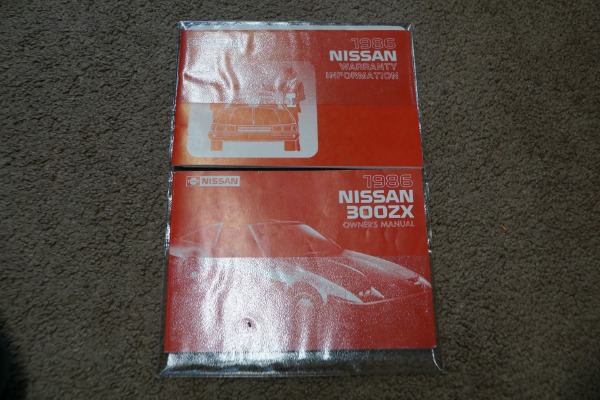 1986
NISSAN
WARRANTY
INFORMATION
NISSAN
1986
NISSAN
300ZX
OWNER'S MANUAL